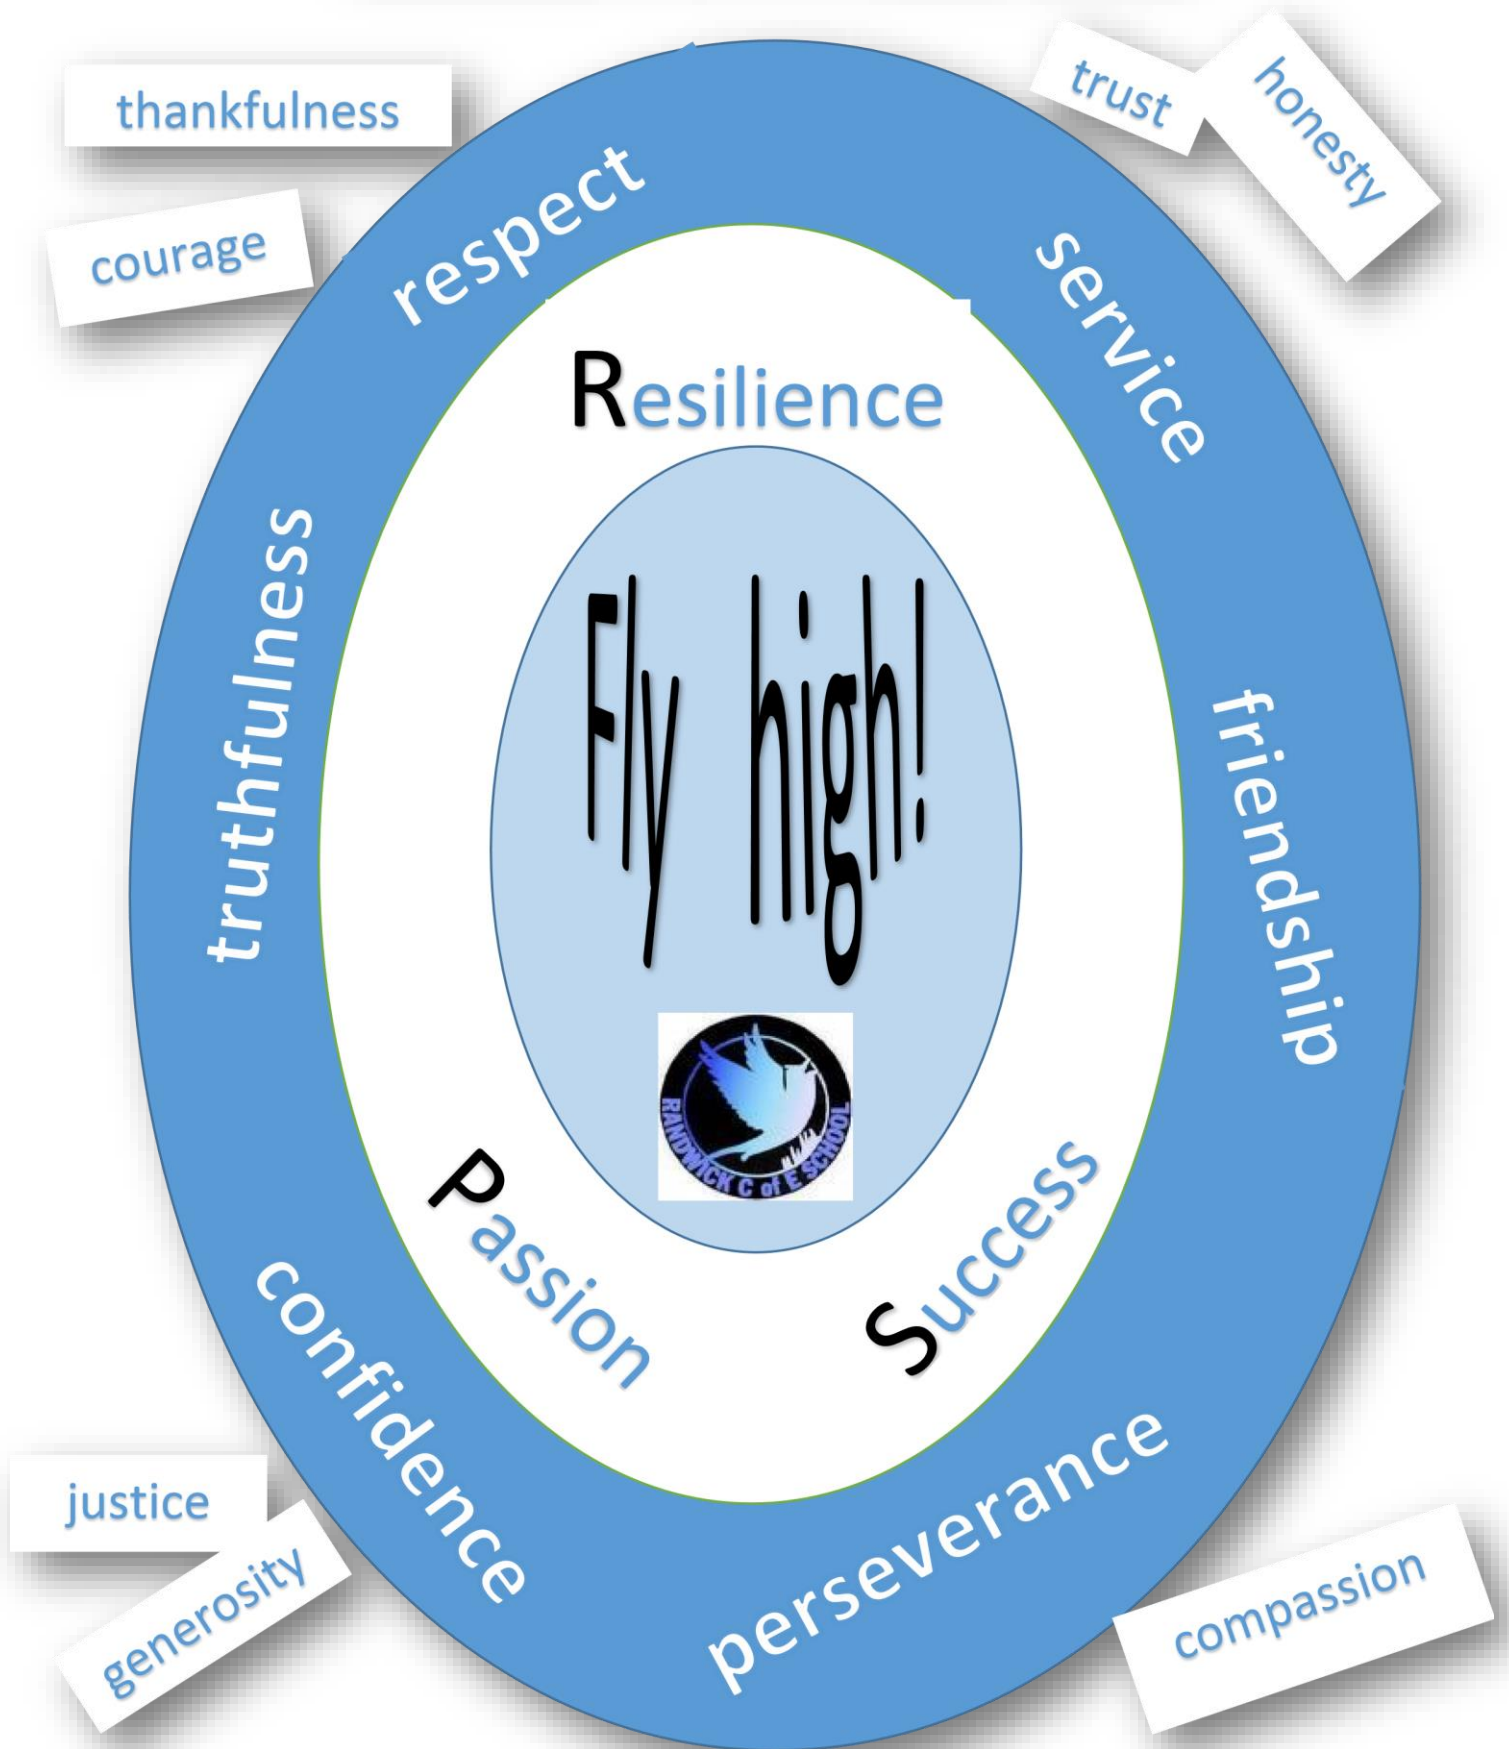 thankfulness
trust
honesty
courage
respect
service
Resilience
truthfulness
Fly high!
friendship
RANDWICK C of E SCHOOL
Passion
Success
confidence
perseverance
justice
generosity
compassion